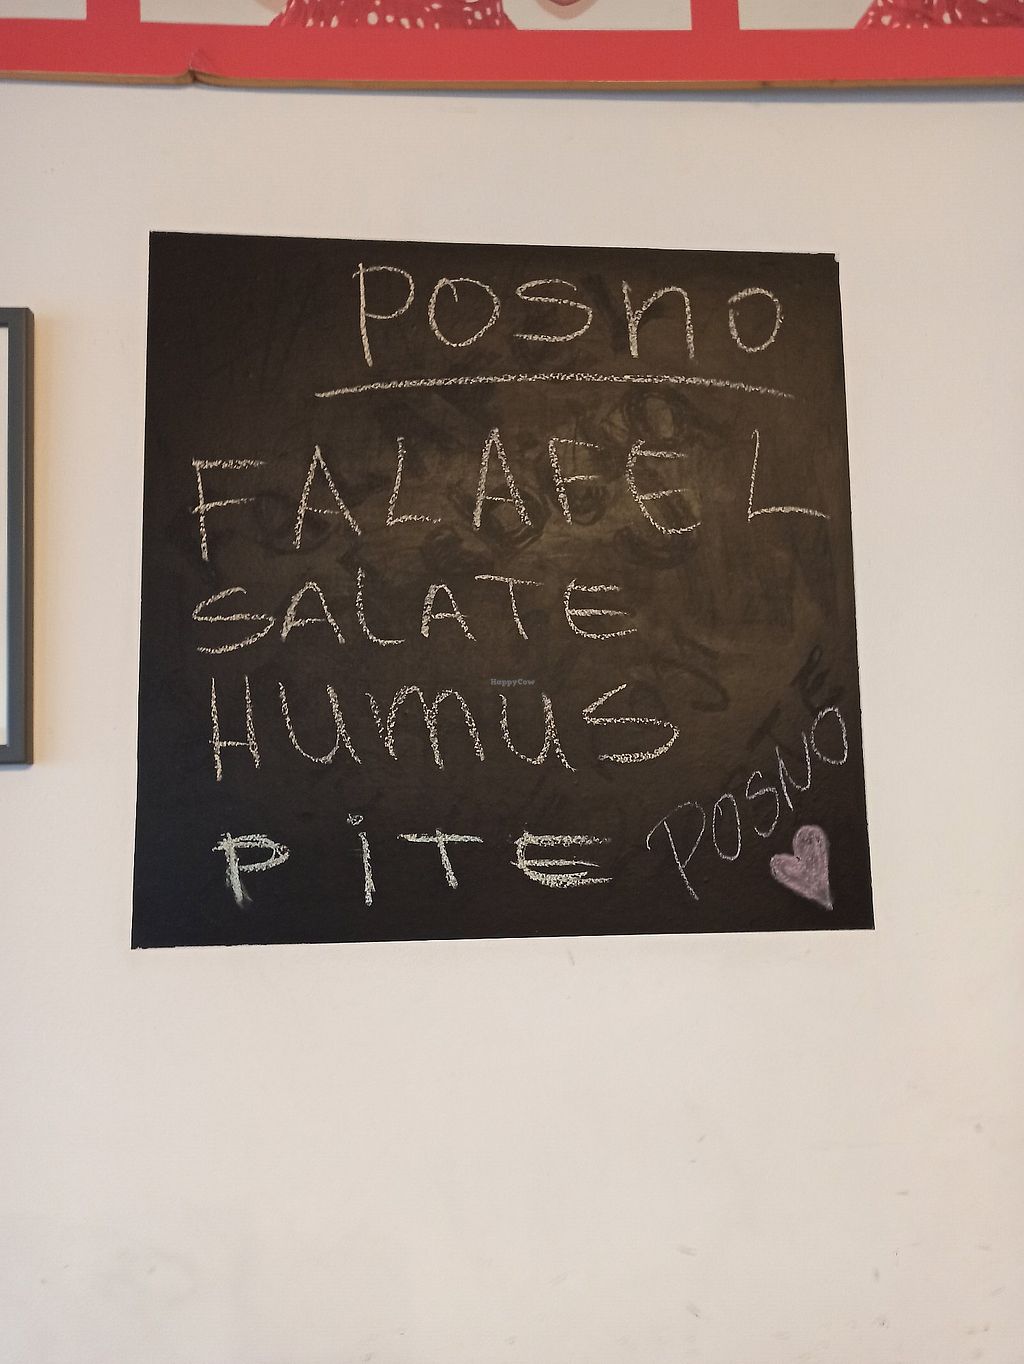 Posno
FALAFEL
SALATE
HUMUS
PiTE
POSNO
HappyCow